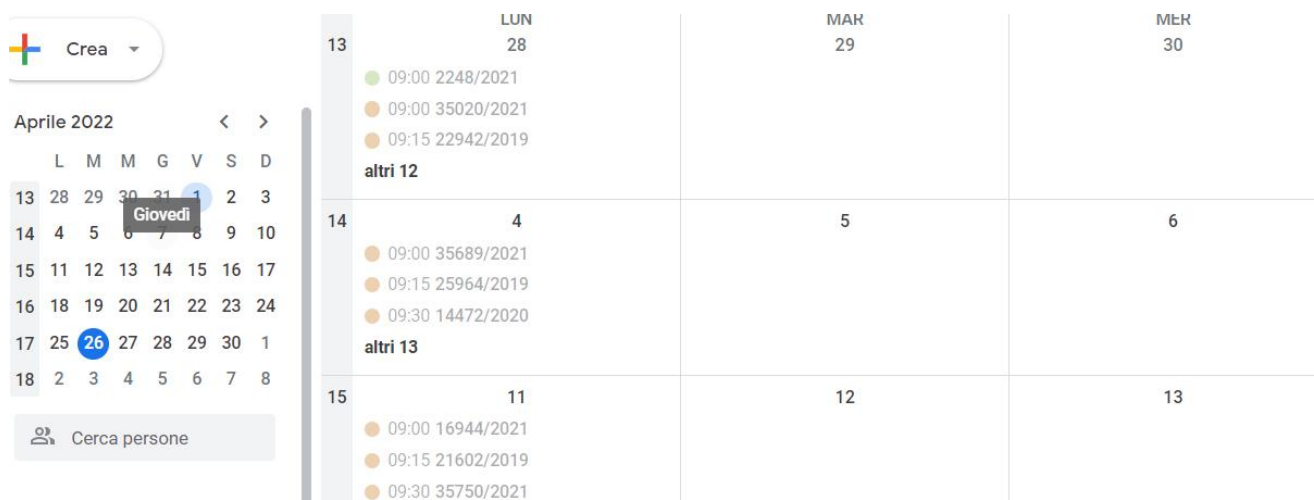 Crea
Aprile 2022
L M M G V S D
13 28 29 30 31 1 2 3
Giovedì
14 4 5 6 7 8 9 10
15 11 12 13 14 15 16 17
16 18 19 20 21 22 23 24
17 25 26 27 28 29 30 1
18 2 3 4 5 6 7 8
Cerca persone
LUN MAR MER
13 28 29 30
09:00 2248/2021
09:00 35020/2021
09:15 22942/2019
altri 12
14 4 5 6
09:00 35689/2021
09:15 25964/2019
09:30 14472/2020
altri 13
15 11 12 13
09:00 16944/2021
09:15 21602/2019
09:30 35750/2021